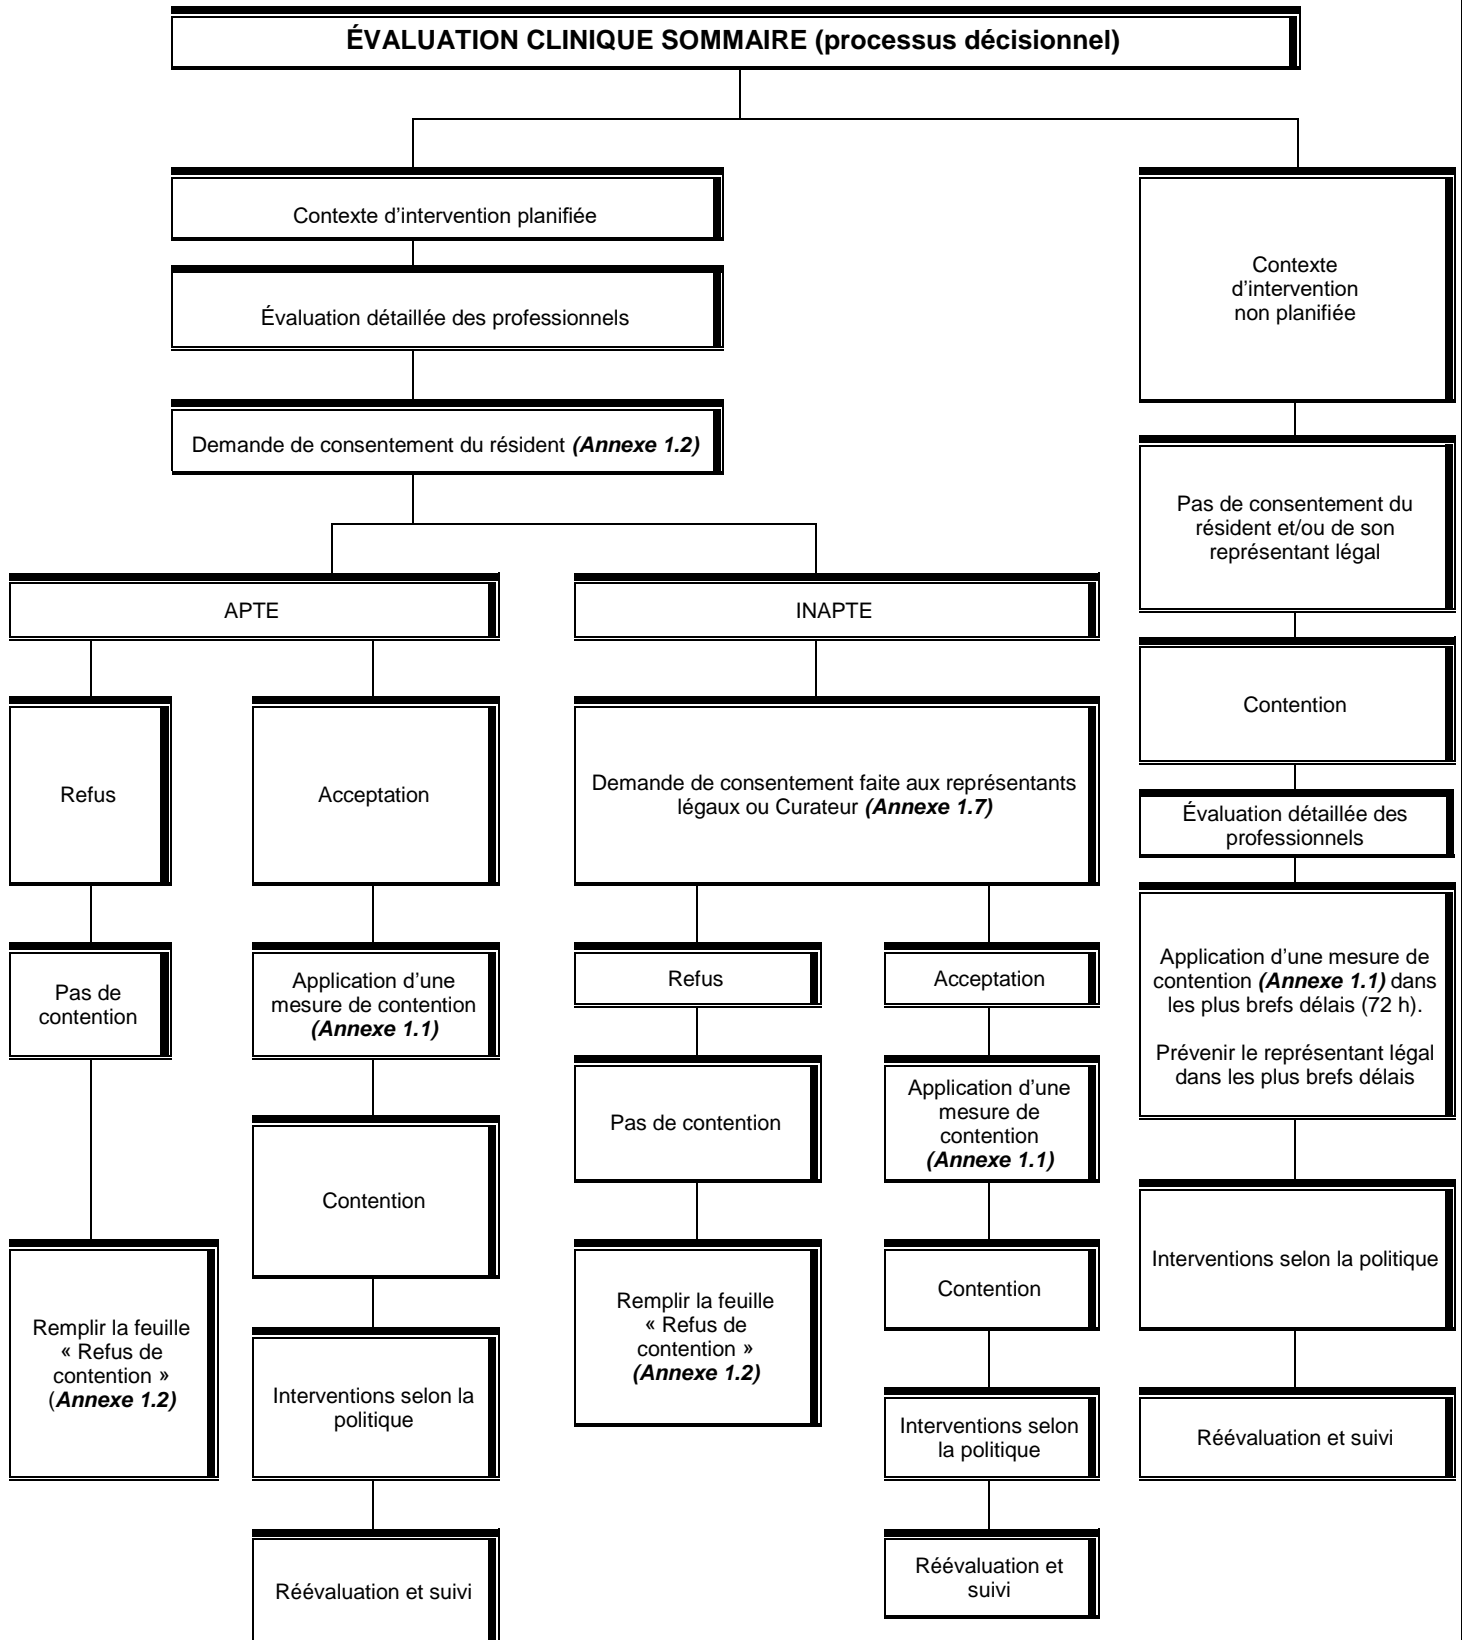 ÉVALUATION CLINIQUE SOMMAIRE (processus décisionnel)
Contexte d'intervention planifiée
Évaluation détaillée des professionnels
Demande de consentement du résident (Annexe 1.2)
APTE
Refus
Pas de
contention
Remplir la feuille
« Refus de
contention »
(Annexe 1.2)
Acceptation
Application d'une
mesure de contention
(Annexe 1.1)
Contention
Interventions selon la
politique
Réévaluation et suivi
INAPTE
Demande de consentement faite aux représentants
légaux ou Curateur (Annexe 1.7)
Refus
Pas de contention
Remplir la feuille
« Refus de
contention »
(Annexe 1.2)
Acceptation
Application d'une
mesure de
contention
(Annexe 1.1)
Contention
Interventions selon
la politique
Réévaluation et
suivi
Contexte
d'intervention
non planifiée
Pas de consentement du
résident et/ou de son
représentant légal
Contention
Évaluation détaillée des
professionnels
Application d'une mesure de
contention (Annexe 1.1) dans
les plus brefs délais (72 h).
Prévenir le représentant légal
dans les plus brefs délais
Interventions selon la politique
Réévaluation et suivi